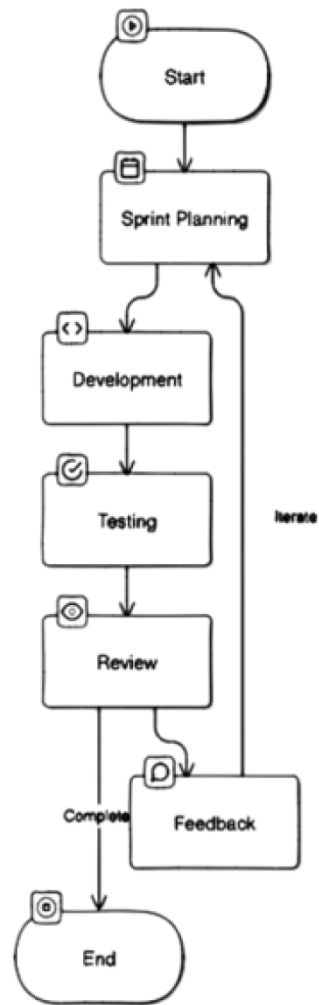 Start
Sprint Planning
Development
Testing
Iterate
Review
Complete
Feedback
End